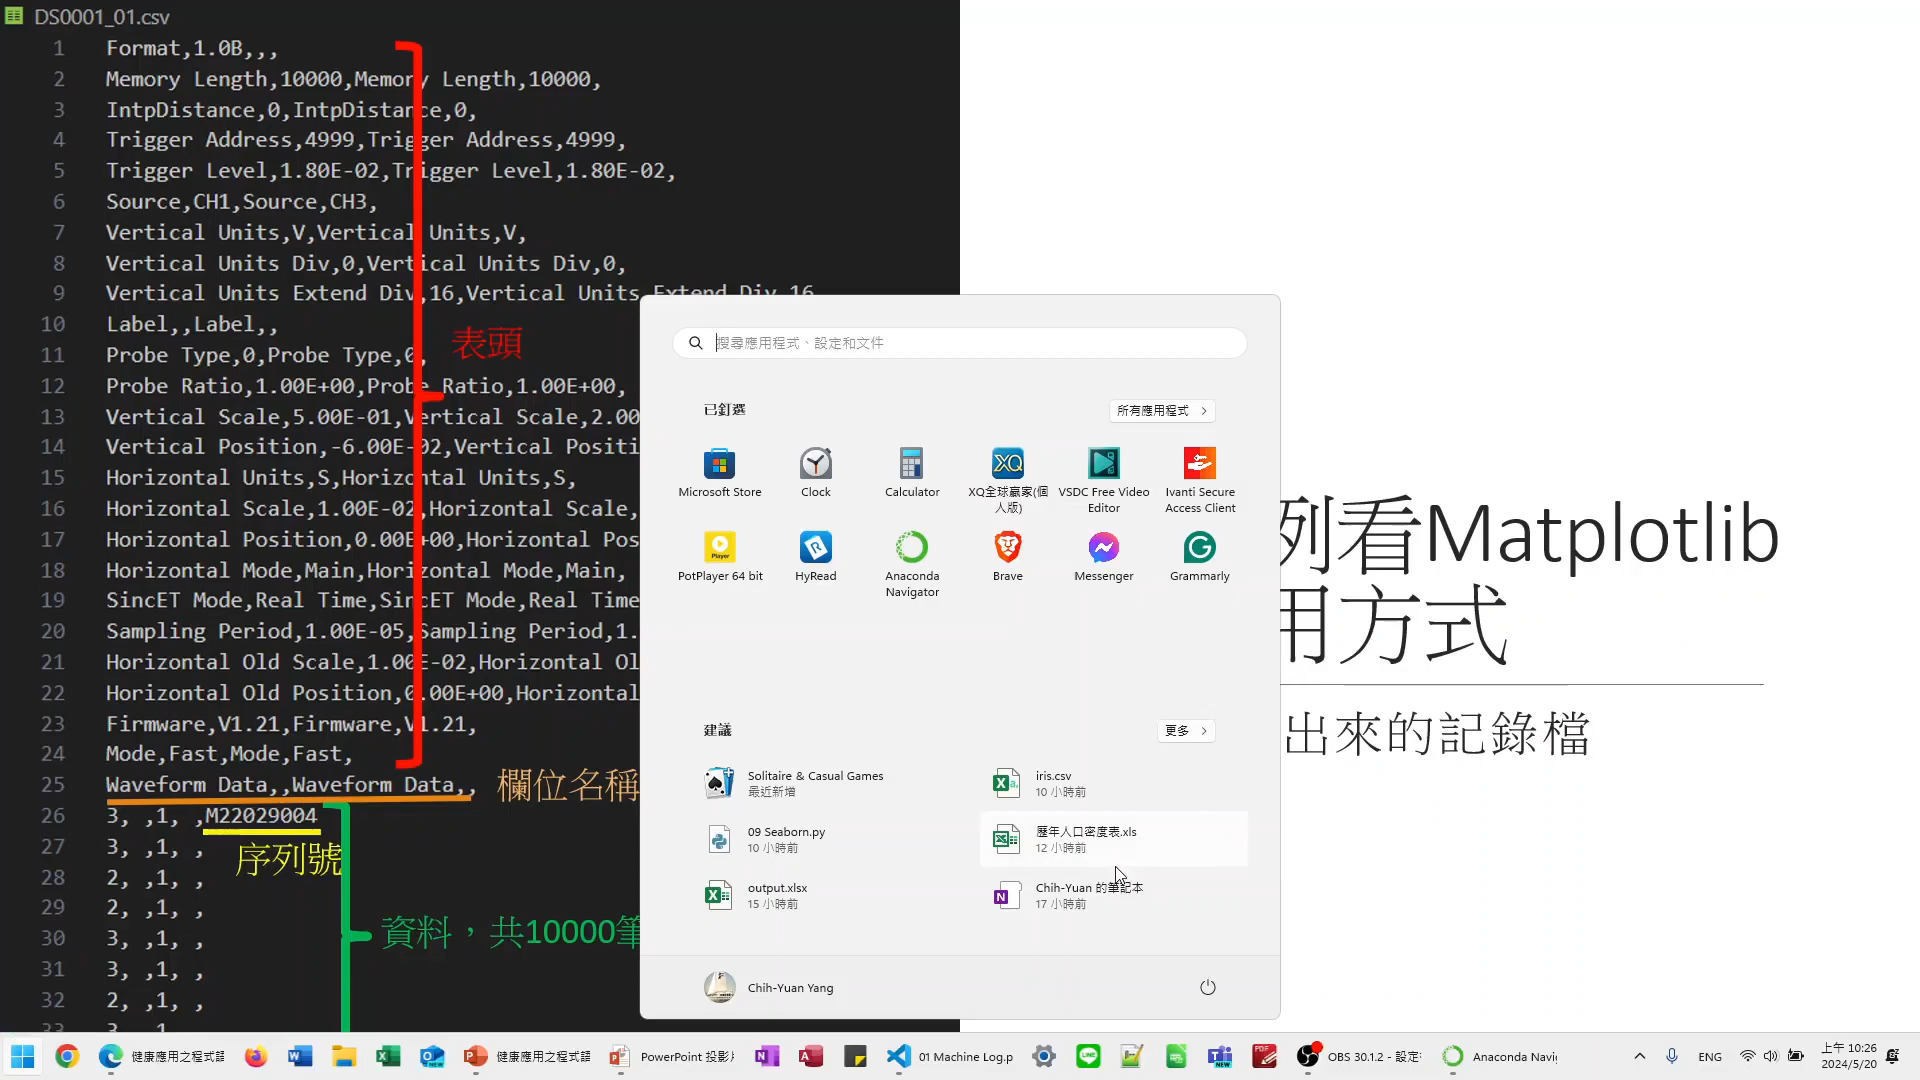 DS0001_01.csv
1 Format,1.0B,,,
2 Memory Length,10000,Memory Length,10000,
3 IntpDistance,0,IntpDistance,0,
4 Trigger Address,4999,Trigger Address,4999,
5 Trigger Level,1.80E-02,Trigger Level,1.80E-02,
6 Source,CH1,Source,CH3,
7 Vertical Units,V,Vertical Units,V,
8 Vertical Units Div,0,Vertical Units Div,0,
9 Vertical Units Extend Div,16,Vertical Units Extend Div,16
10 Label,,Label,,
11 Probe Type,0,Probe Type,0,
表頭
12 Probe Ratio,1.00E+00,Probe Ratio,1.00E+00,
13 Vertical Scale,5.00E-01,Vertical Scale,2.00
14 Vertical Position,-6.00E-02,Vertical Positi
15 Horizontal Units,S,Horizontal Units,S,
16 Horizontal Scale,1.00E-02,Horizontal Scale,
17 Horizontal Position,0.00E+00,Horizontal Pos
18 Horizontal Mode,Main,Horizontal Mode,Main,
19 SincET Mode,Real Time,SincET Mode,Real Time
20 Sampling Period,1.00E-05,Sampling Period,1.
21 Horizontal Old Scale,1.00E-02,Horizontal Ol
22 Horizontal Old Position,0.00E+00,Horizontal
23 Firmware,V1.21,Firmware,V1.21,
24 Mode,Fast,Mode,Fast,
25 Waveform Data,,Waveform Data,,
欄位名稱
26 3, ,1, ,M22029004
27 3, ,1, ,
序列號
28 2, ,1, ,
29 2, ,1, ,
30 3, ,1, ,
資料，共10000筆
31 3, ,1, ,
32 2, ,1, ,
33 3, ,1,
搜尋應用程式、設定和文件
已釘選
所有應用程式
Microsoft Store
Clock
Calculator
XQ全球贏家(個
人版)
VSDC Free Video
Editor
Ivanti Secure
Access Client
PotPlayer 64 bit
HyRead
Anaconda
Navigator
Brave
Messenger
Grammarly
建議
更多
Solitaire & Casual Games
最近新增
iris.csv
10 小時前
09 Seaborn.py
10 小時前
歷年人口密度表.xls
12 小時前
output.xlsx
15 小時前
Chih-Yuan 的筆記本
17 小時前
Chih-Yuan Yang
例看Matplotlib
用方式
出來的記錄檔
健康應用之程式語
健康應用之程式語
PowerPoint 投影片
01 Machine Log.p
OBS 30.1.2 - 設定
Anaconda Navi
ENG
上午 10:26
2024/5/20